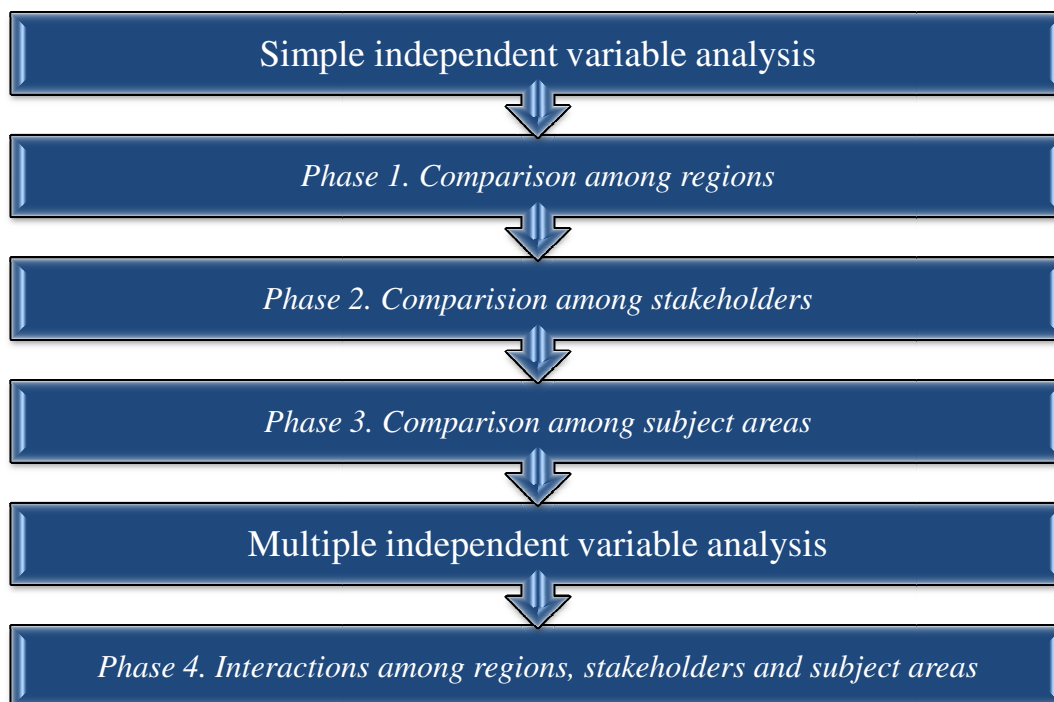 Simple independent variable analysis
Phase 1. Comparison among regions
Phase 2. Comparision among stakeholders
Phase 3. Comparison among subject areas
Multiple independent variable analysis
Phase 4. Interactions among regions, stakeholders and subject areas